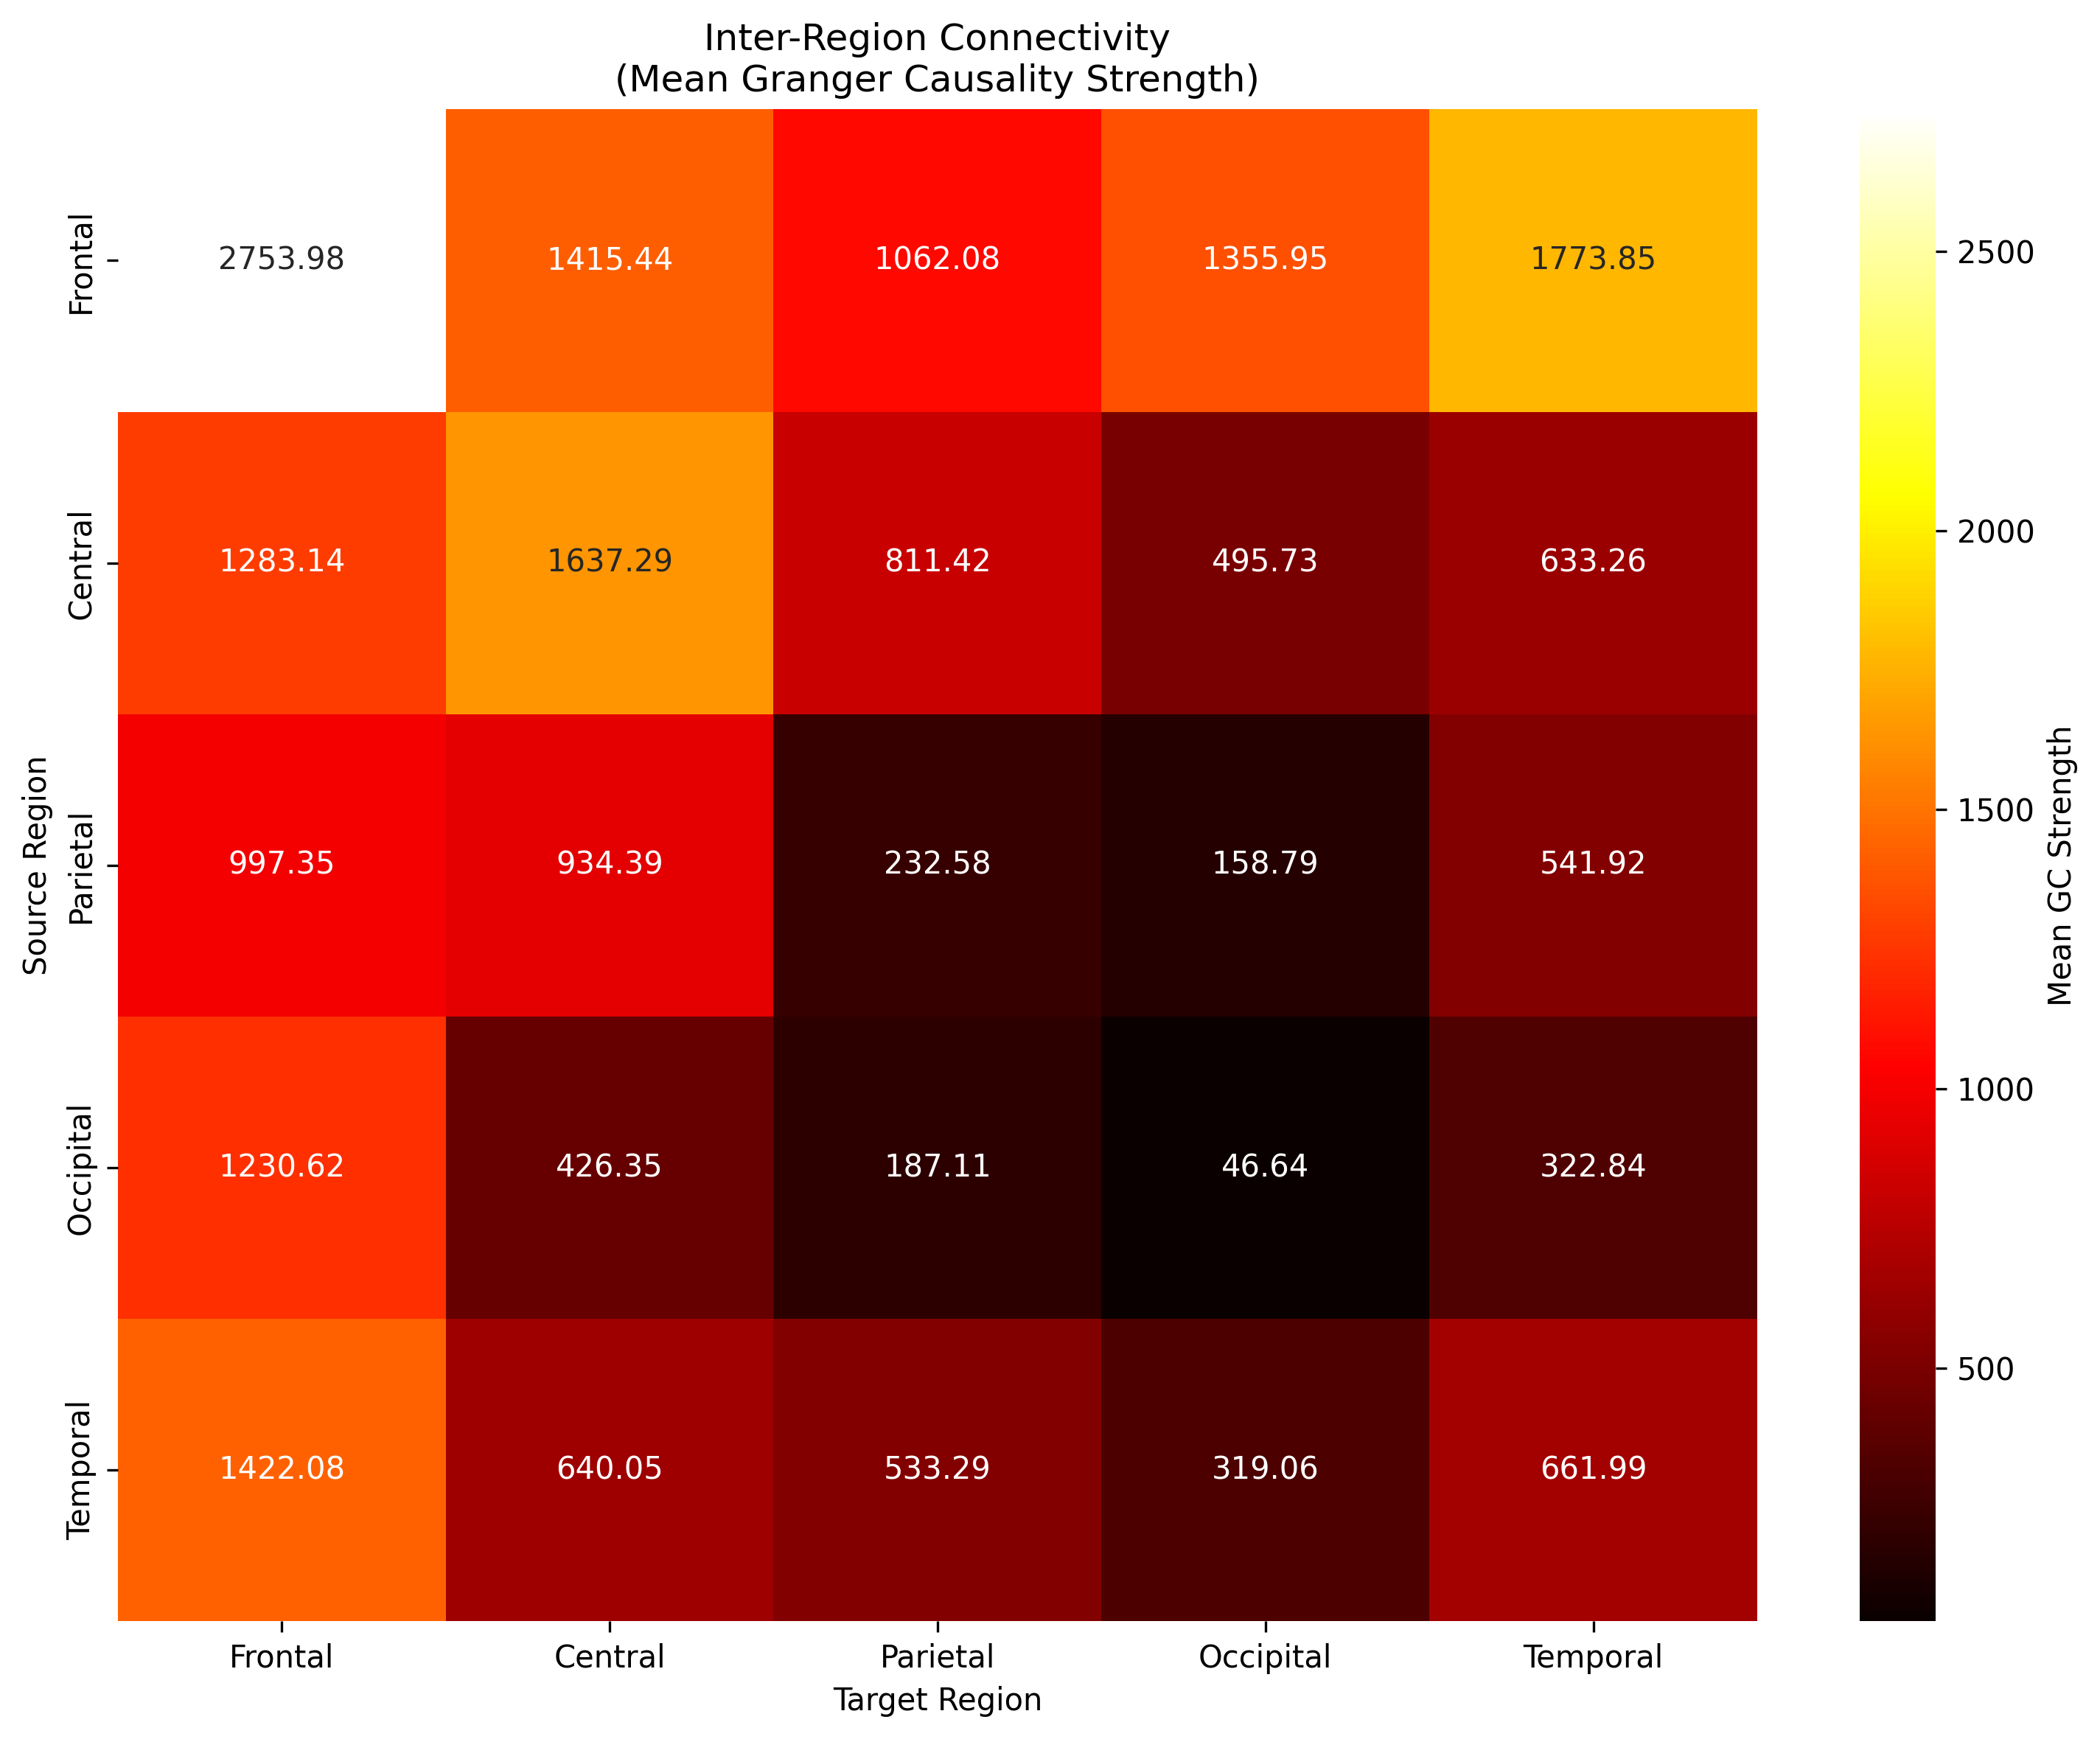 Inter-Region Connectivity
(Mean Granger Causality Strength)
Source Region
Frontal
2753.98 1415.44 1062.08 1355.95 1773.85
Central
1283.14 1637.29 811.42 495.73 633.26
Parietal
997.35 934.39 232.58 158.79 541.92
Occipital
1230.62 426.35 187.11 46.64 322.84
Temporal
1422.08 640.05 533.29 319.06 661.99
Frontal Central Parietal Occipital Temporal
Target Region
2500
2000
1500
1000
500
Mean GC Strength